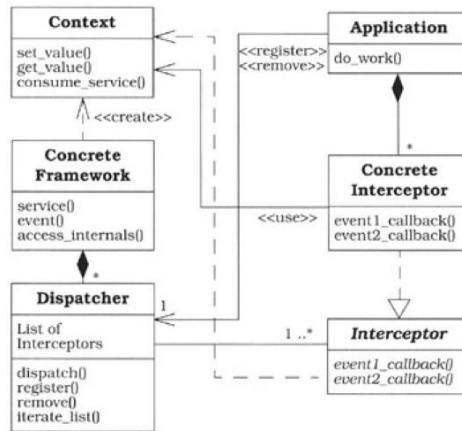 Context
set_value()
get_value()
consume_service()
Application
do_work()
<<register>>
<<remove>>
<<create>>
*
Concrete
Framework
service()
event()
access_internals()
Concrete
Interceptor
event1_callback()
event2_callback()
<<use>>
*
Dispatcher
List of
Interceptors
dispatch()
register()
remove()
iterate_list()
1
1 ..*
Interceptor
event1_callback()
event2_callback()